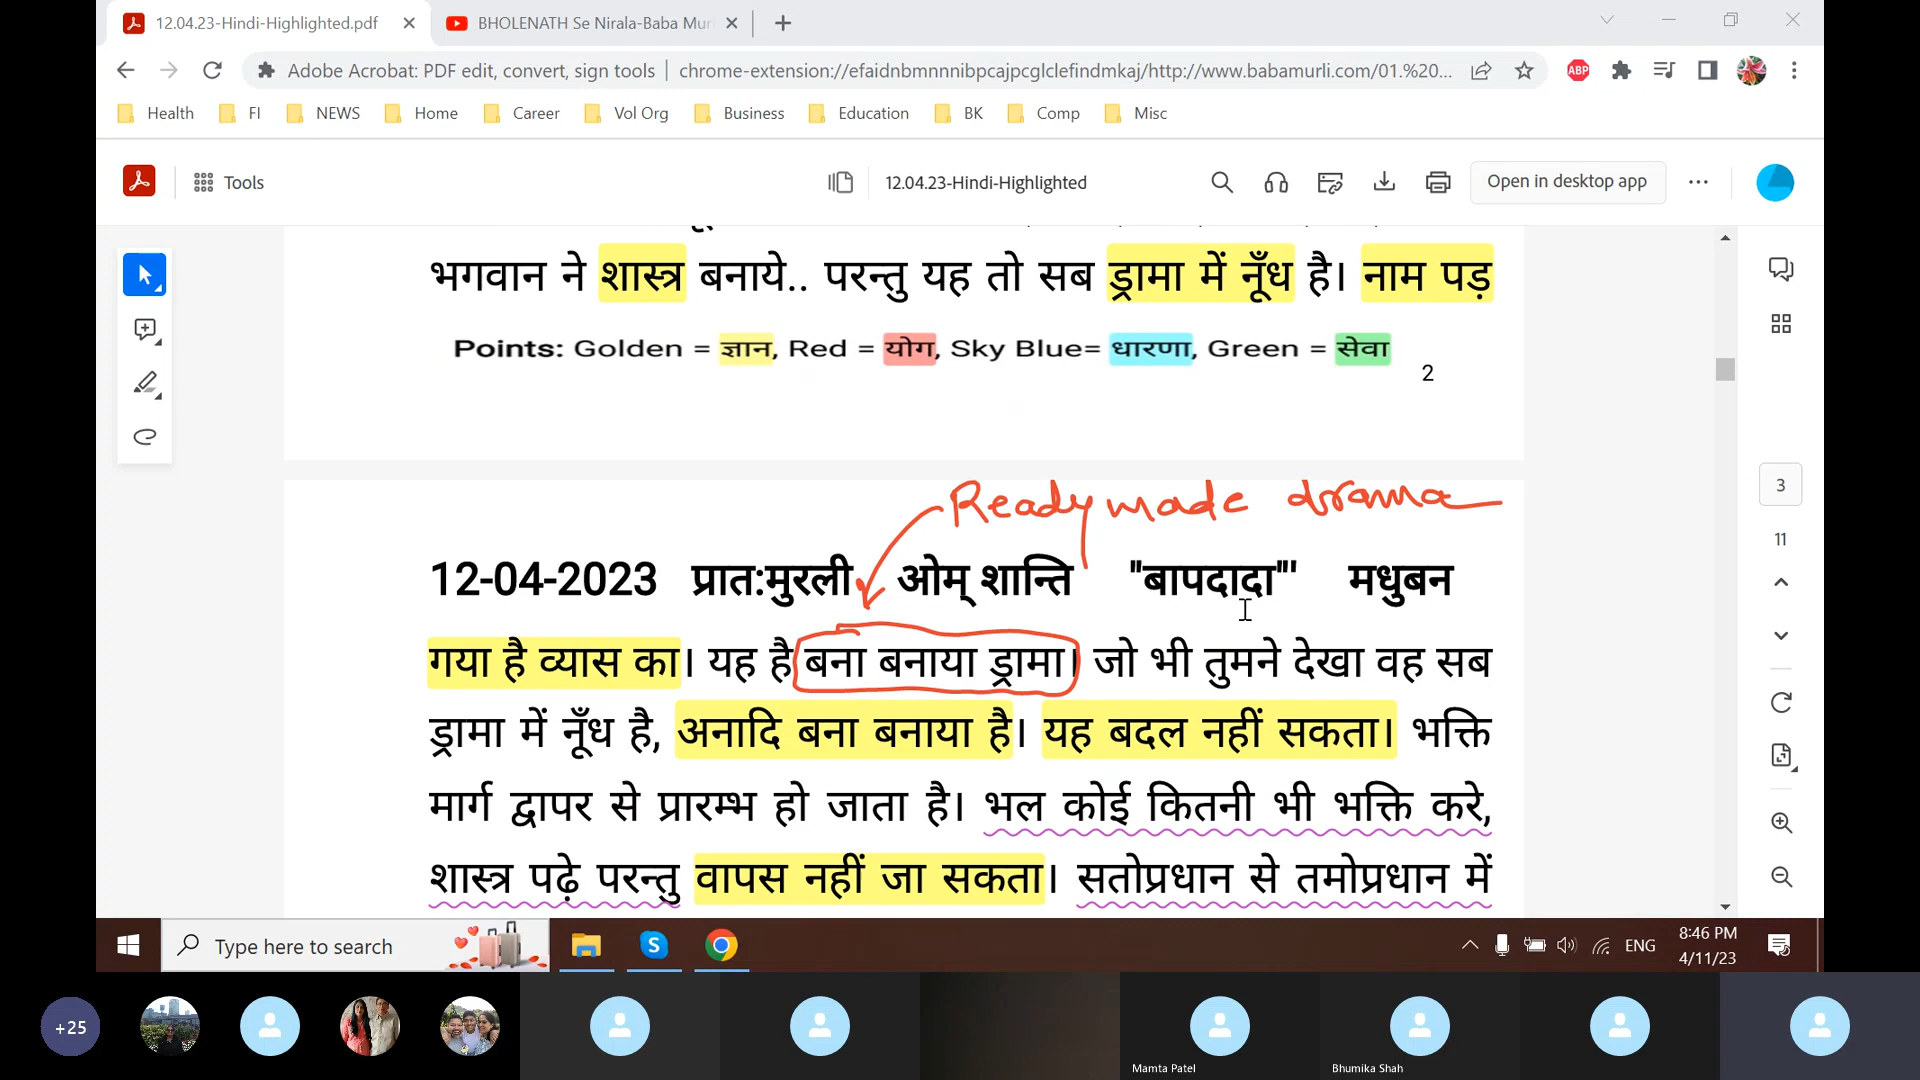 12.04.23-Hindi-Highlighted.pdf
BHOLENATH Se Nirala-Baba Murl
Adobe Acrobat: PDF edit, convert, sign tools
chrome-extension://efaidnbmnnnibpcajpcglclefindmkaj/http://www.babamurli.com/01.%20...
ABP
Health FI NEWS Home Career Vol Org Business Education BK Comp Misc
Tools
12.04.23-Hindi-Highlighted
Open in desktop app
भगवान ने शास्त्र बनाये.. परन्तु यह तो सब ड्रामा में नूँध है। नाम पड़
Points: Golden = ज्ञान, Red = योग, Sky Blue= धारणा, Green = सेवा
2
Ready made drama
12-04-2023 प्रात:मुरली ओम् शान्ति "बापदादा"' मधुबन
गया है व्यास का। यह है बना बनाया ड्रामा। जो भी तुमने देखा वह सब
ड्रामा में नूँध है, अनादि बना बनाया है। यह बदल नहीं सकता। भक्ति
मार्ग द्वापर से प्रारम्भ हो जाता है। भल कोई कितनी भी भक्ति करे,
शास्त्र पढ़े परन्तु वापस नहीं जा सकता। सतोप्रधान से तमोप्रधान में
3
11
Type here to search
ENG
8:46 PM
4/11/23
+25
Mamta Patel
Bhumika Shah